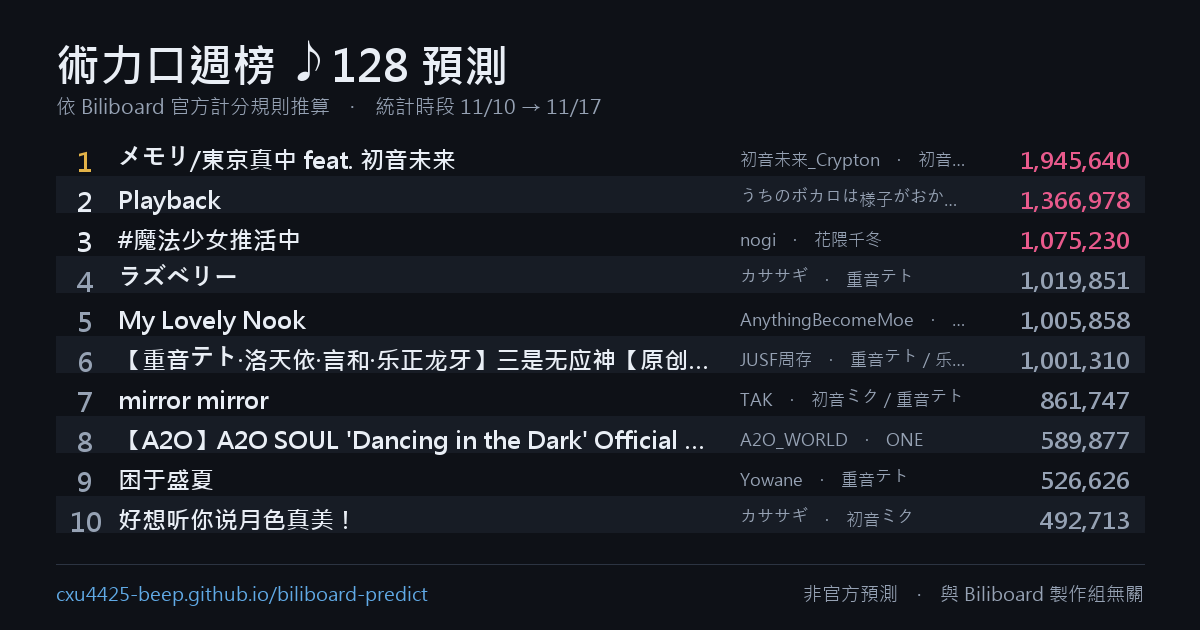 術力口週榜 ♪128 預測
依 Biliboard 官方計分規則推算 · 統計時段 11/10 → 11/17
1 メモリ/東京真中 feat. 初音未来 初音未来_Crypton · 初音… 1,945,640
2 Playback うちのボカロは様子がおか… 1,366,978
3 #魔法少女推活中 nogi · 花隈千冬 1,075,230
4 ラズベリー カササギ · 重音テト 1,019,851
5 My Lovely Nook AnythingBecomeMoe · … 1,005,858
6 【重音テト·洛天依·言和·乐正龙牙】三是无应神【原创… JUSF周存 · 重音テト / 乐… 1,001,310
7 mirror mirror TAK · 初音ミク / 重音テト 861,747
8 【A2O】A2O SOUL 'Dancing in the Dark' Official … A2O_WORLD · ONE 589,877
9 困于盛夏 Yowane · 重音テト 526,626
10 好想听你说月色真美！ カササギ · 初音ミク 492,713
cxu4425-beep.github.io/biliboard-predict 非官方預測 · 與 Biliboard 製作組無關